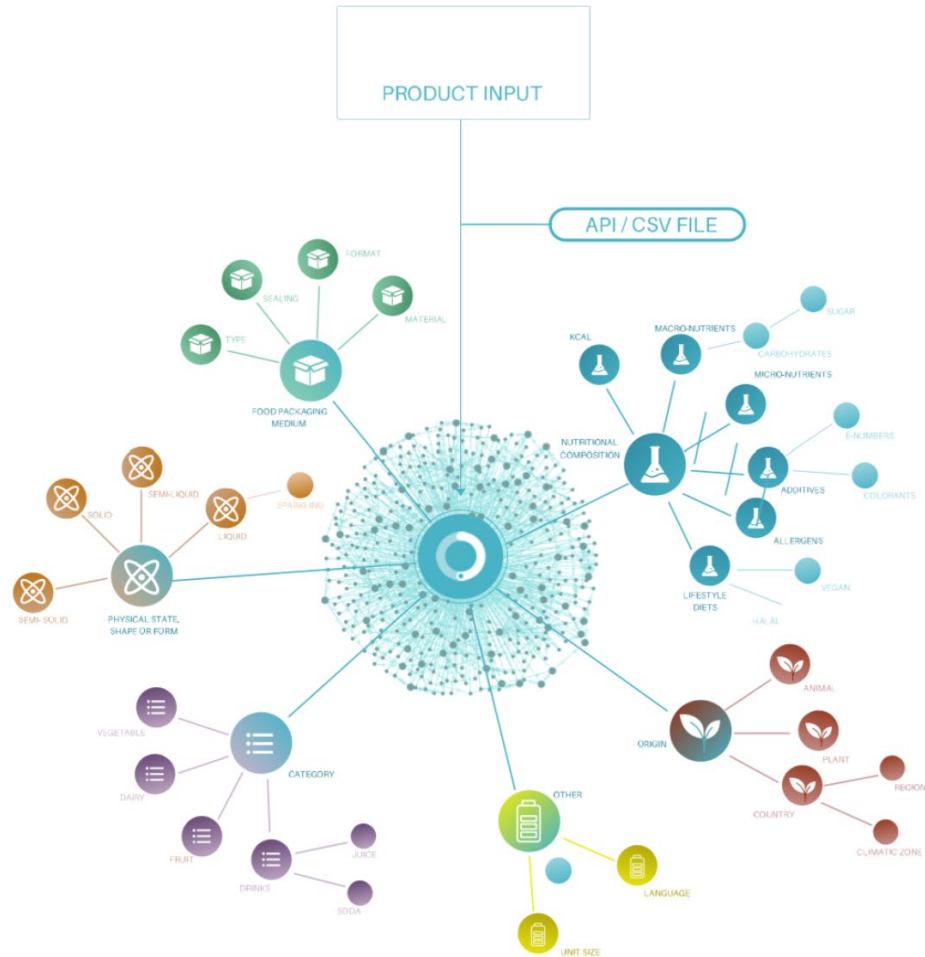 PRODUCT INPUT
API / CSV FILE
FORMAT
SEALING
MATERIAL
TYPE
FOOD PACKAGING
MEDIUM
SUGAR
MACRO-NUTRIENTS
KCAL
CARBOHYDRATES
MICRO-NUTRIENTS
NUTRITIONAL
COMPOSITION
E-NUMBERS
ADDITIVES
COLORANTS
ALLERGENS
VEGAN
LIFESTYLE
DIETS
HALAL
SEMI-LIQUID
SOLID
SPARKLING
LIQUID
SEMI-SOLID
PHYSICAL STATE,
SHAPE OR FORM
ANIMAL
ORIGIN
PLANT
REGION
COUNTRY
CLIMATIC ZONE
VEGETABLE
CATEGORY
DAIRY
FRUIT
JUICE
DRINKS
SODA
OTHER
LANGUAGE
UNIT SIZE